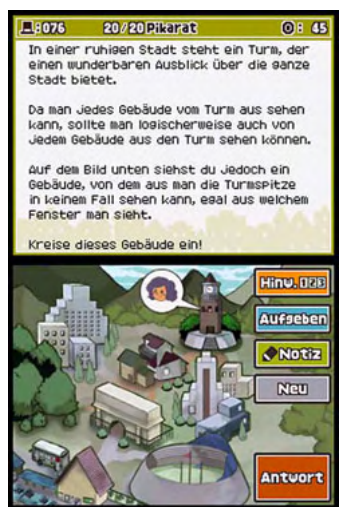 :076 20/20 Pikarat : 45
In einer ruhigen Stadt steht ein Turm, der
einen wunderbaren Ausblick über die ganze
Stadt bietet.
Da man jedes Gebäude vom Turm aus sehen
kann, sollte man logischerweise auch von
jedem Gebäude aus den Turm sehen können.
Auf dem Bild unten siehst du jedoch ein
Gebäude, von dem aus man die Turmspitze
in keinem Fall sehen kann, egal aus welchem
Fenster man sieht.
Kreise dieses Gebäude ein!
Hinw. 1 2 3
Aufgeben
Notiz
Neu
Antwort